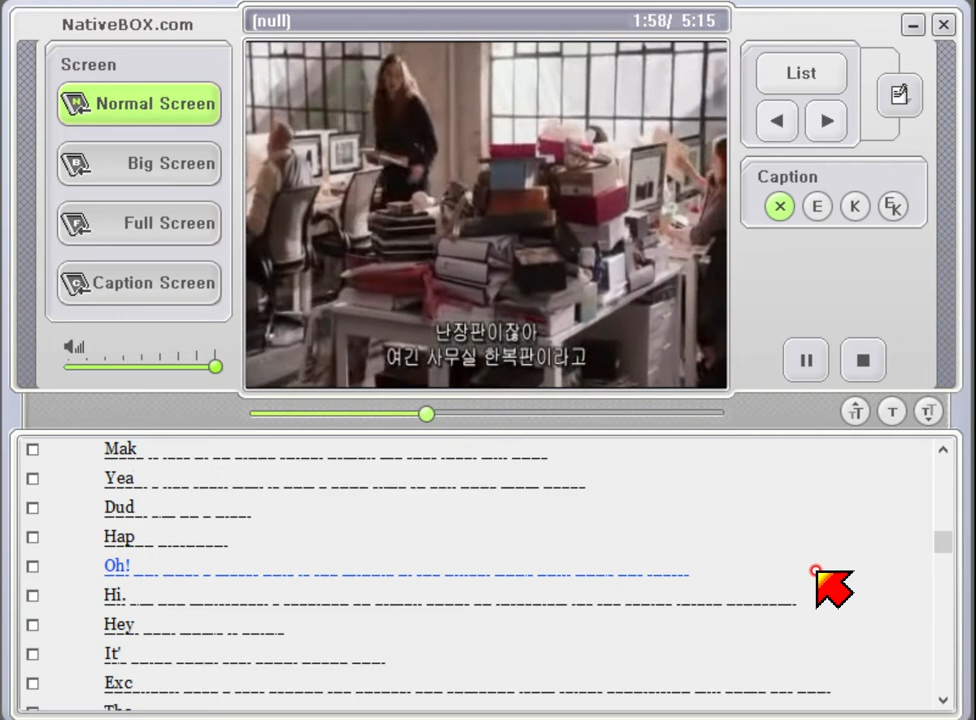 NativeBOX.com
(null)
1:58/ 5:15
Screen
Normal Screen
Big Screen
Full Screen
Caption Screen
List
Caption
E
K
EK
난장판이잖아
여긴 사무실 한복판이라고
T
T
T
Mak
Yea
Dud
Hap
Oh!
Hi.
Hey
It'
Exc
The